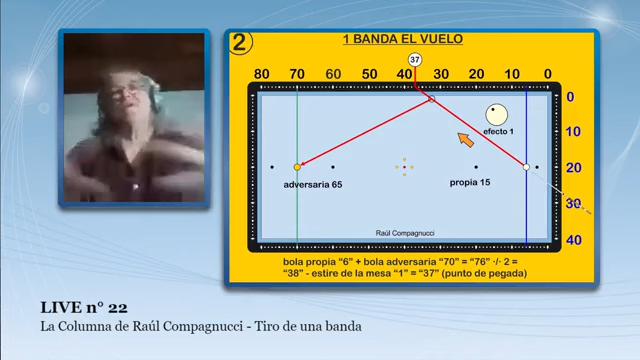 2
1 BANDA EL VUELO
37
80 70 60 50 40 30 20 10 0
0
10
20
30
40
efecto 1
adversaria 65
propia 15
Raúl Compagnucci
bola propia “6” + bola adversaria “70” = “76” ·/· 2 =
“38” - estire de la mesa “1” = “37” (punto de pegada)
LIVE n° 22
La Columna de Raúl Compagnucci - Tiro de una banda